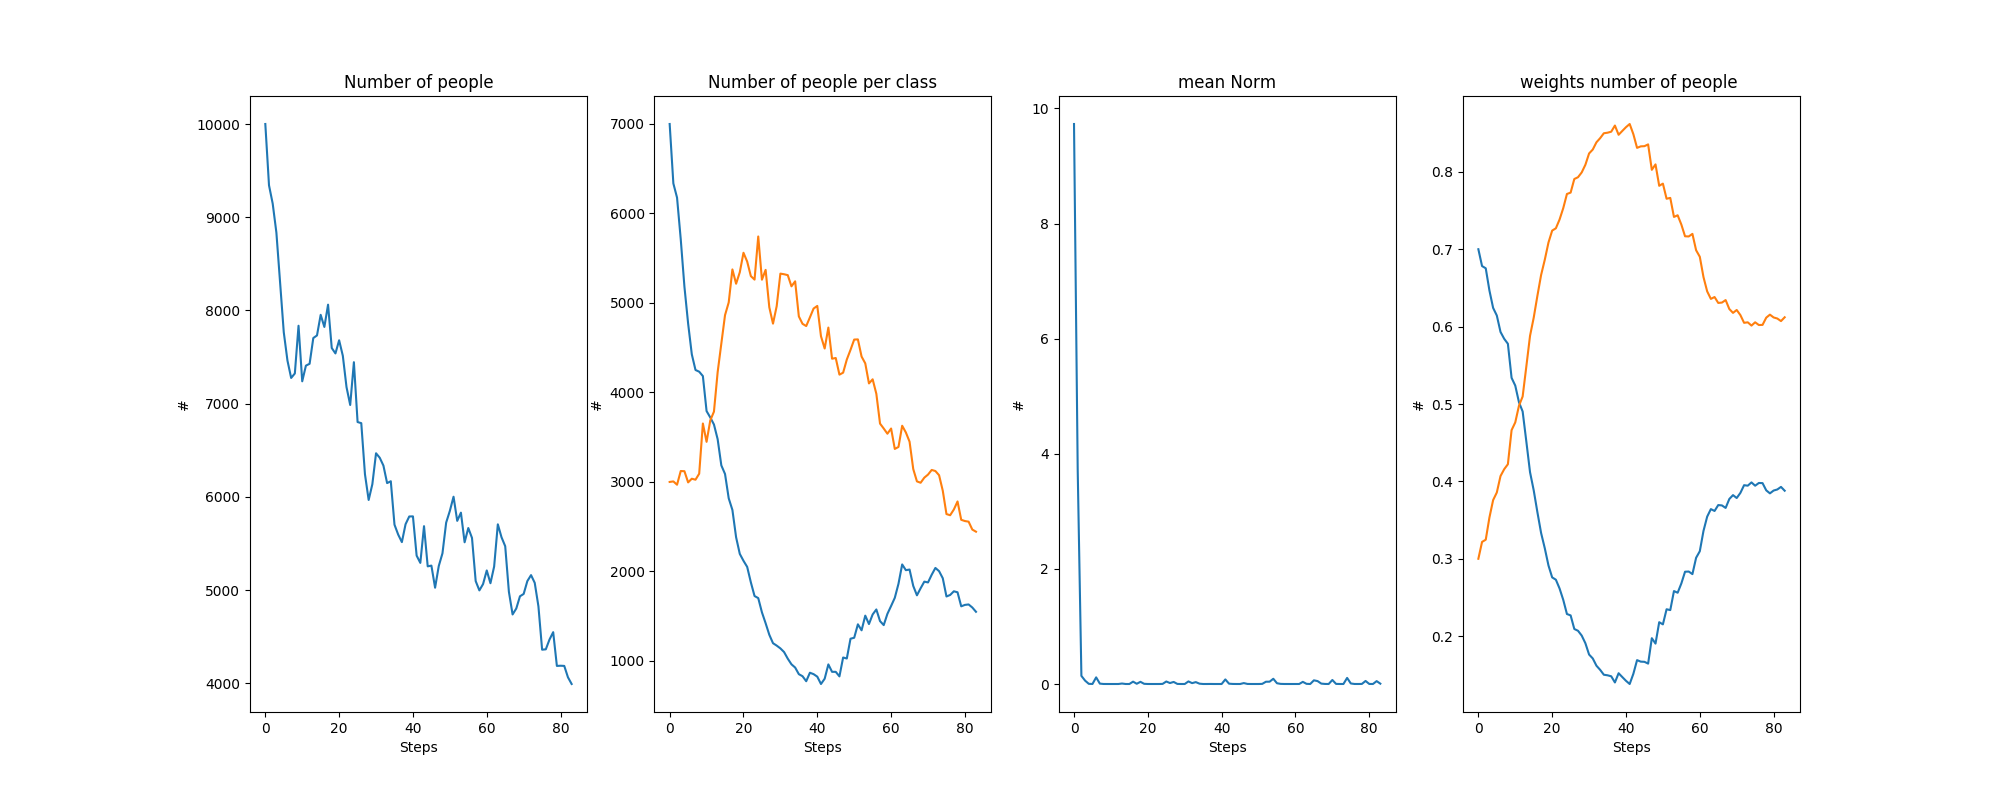 Number of people
10000
9000
8000
7000
6000
5000
4000
#
0 20 40 60 80
Steps
Number of people per class
7000
6000
5000
4000
3000
2000
1000
#
0 20 40 60 80
Steps
mean Norm
10
8
6
4
2
0
#
0 20 40 60 80
Steps
weights number of people
0.8
0.7
0.6
0.5
0.4
0.3
0.2
#
0 20 40 60 80
Steps